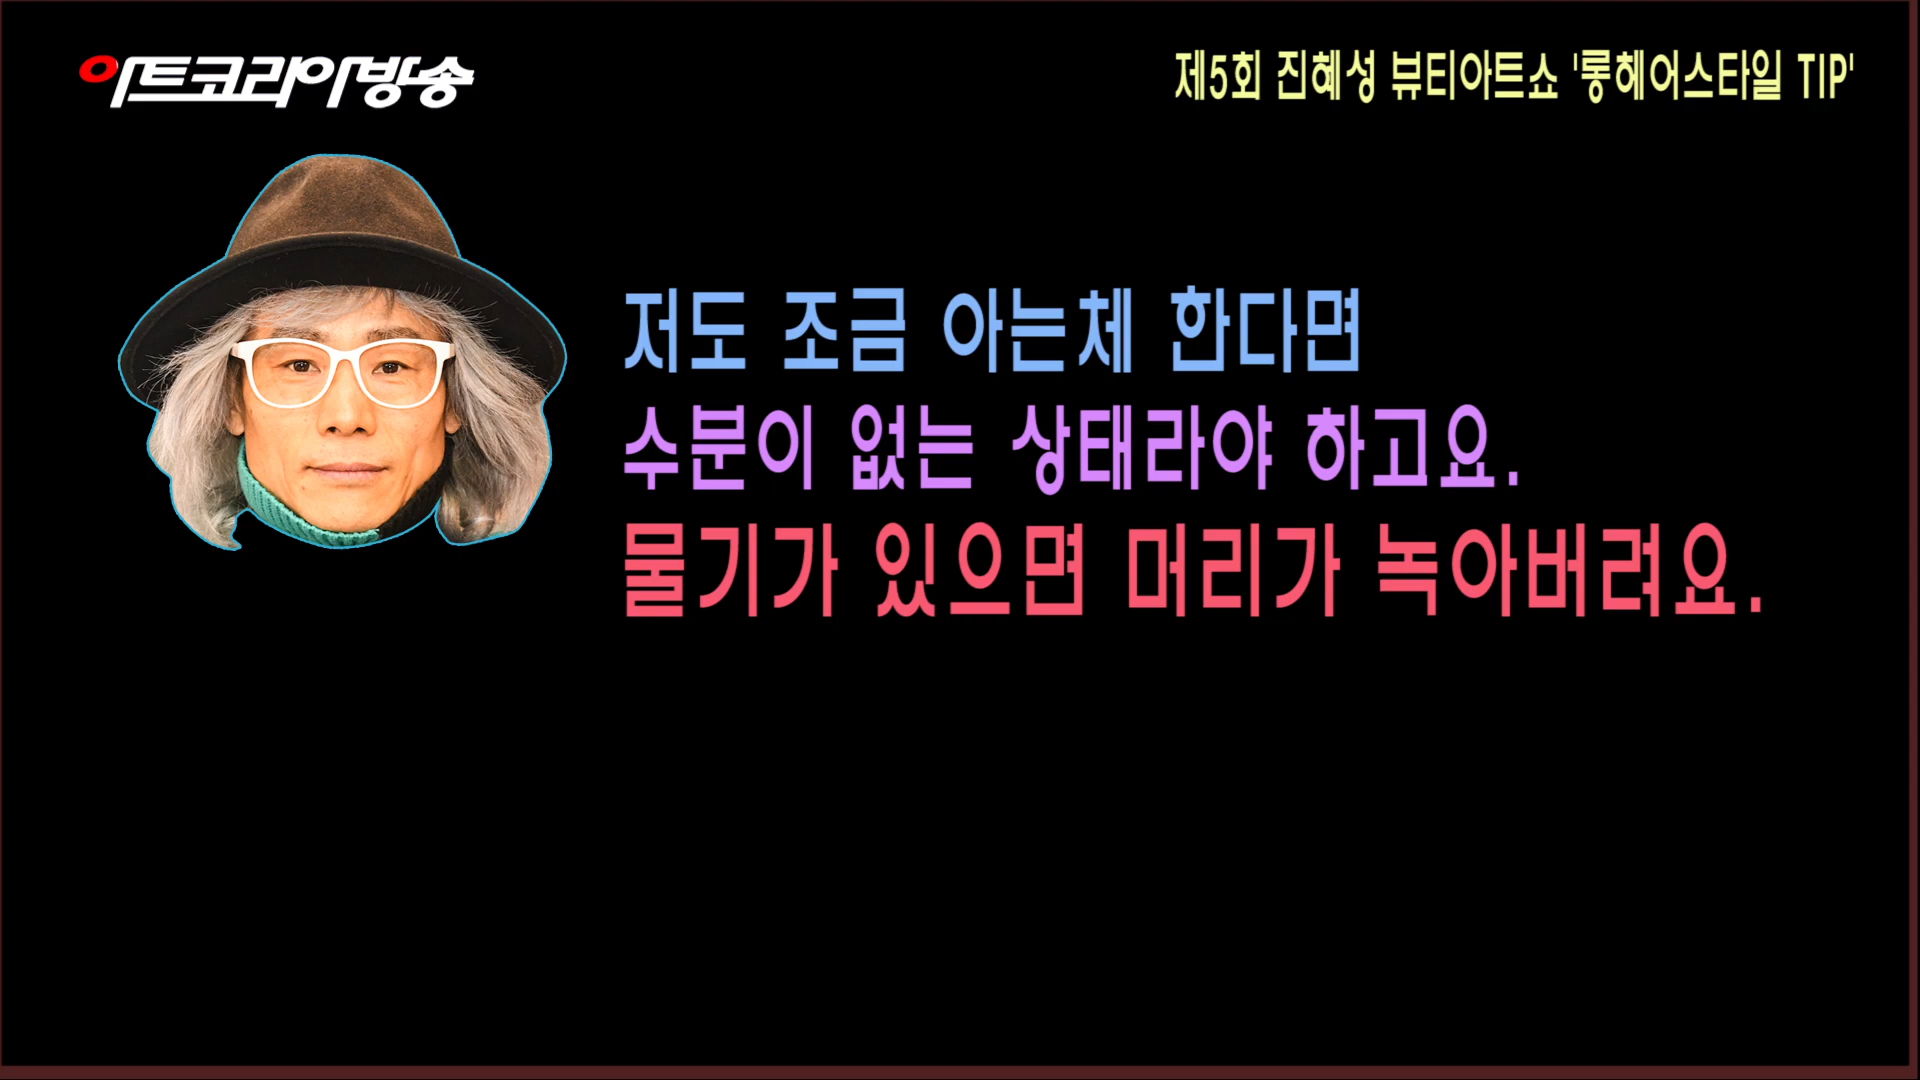 아트코리아방송
제5회 진혜성 뷰티아트쇼 '롱헤어스타일 TIP'
저도 조금 아는체 한다면
수분이 없는 상태라야 하고요.
물기가 있으면 머리가 녹아버려요.